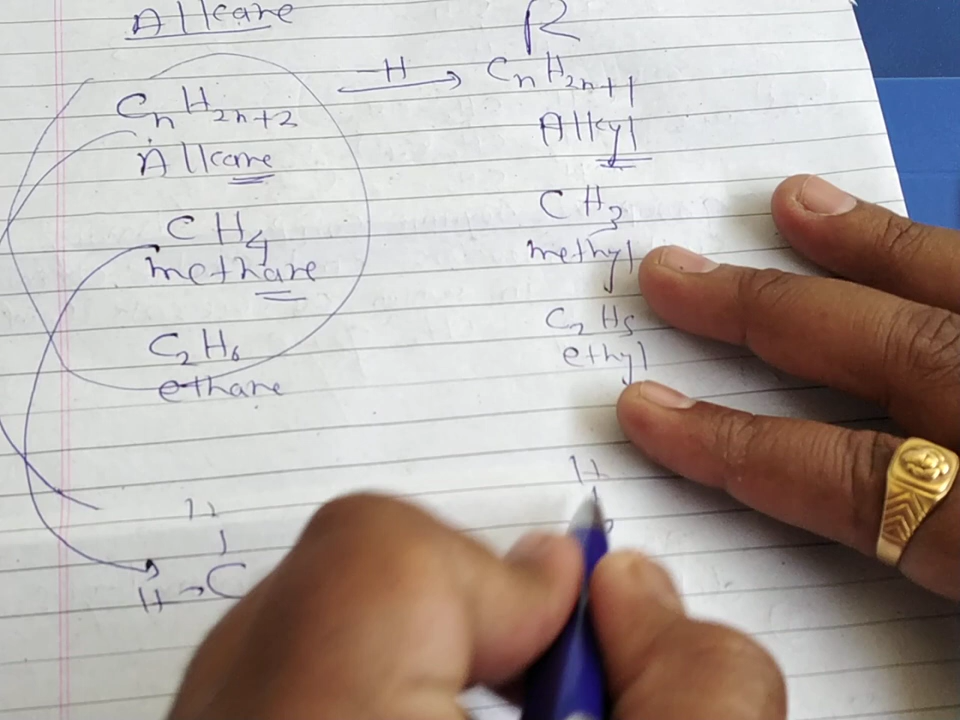 Alkane
R
CnH2n+2 —H→ CnH2n+1
Alkane
Alkyl
CH4
CH3
methane
methyl
C2H6
C2H5
ethane
ethyl
H
H
H - C